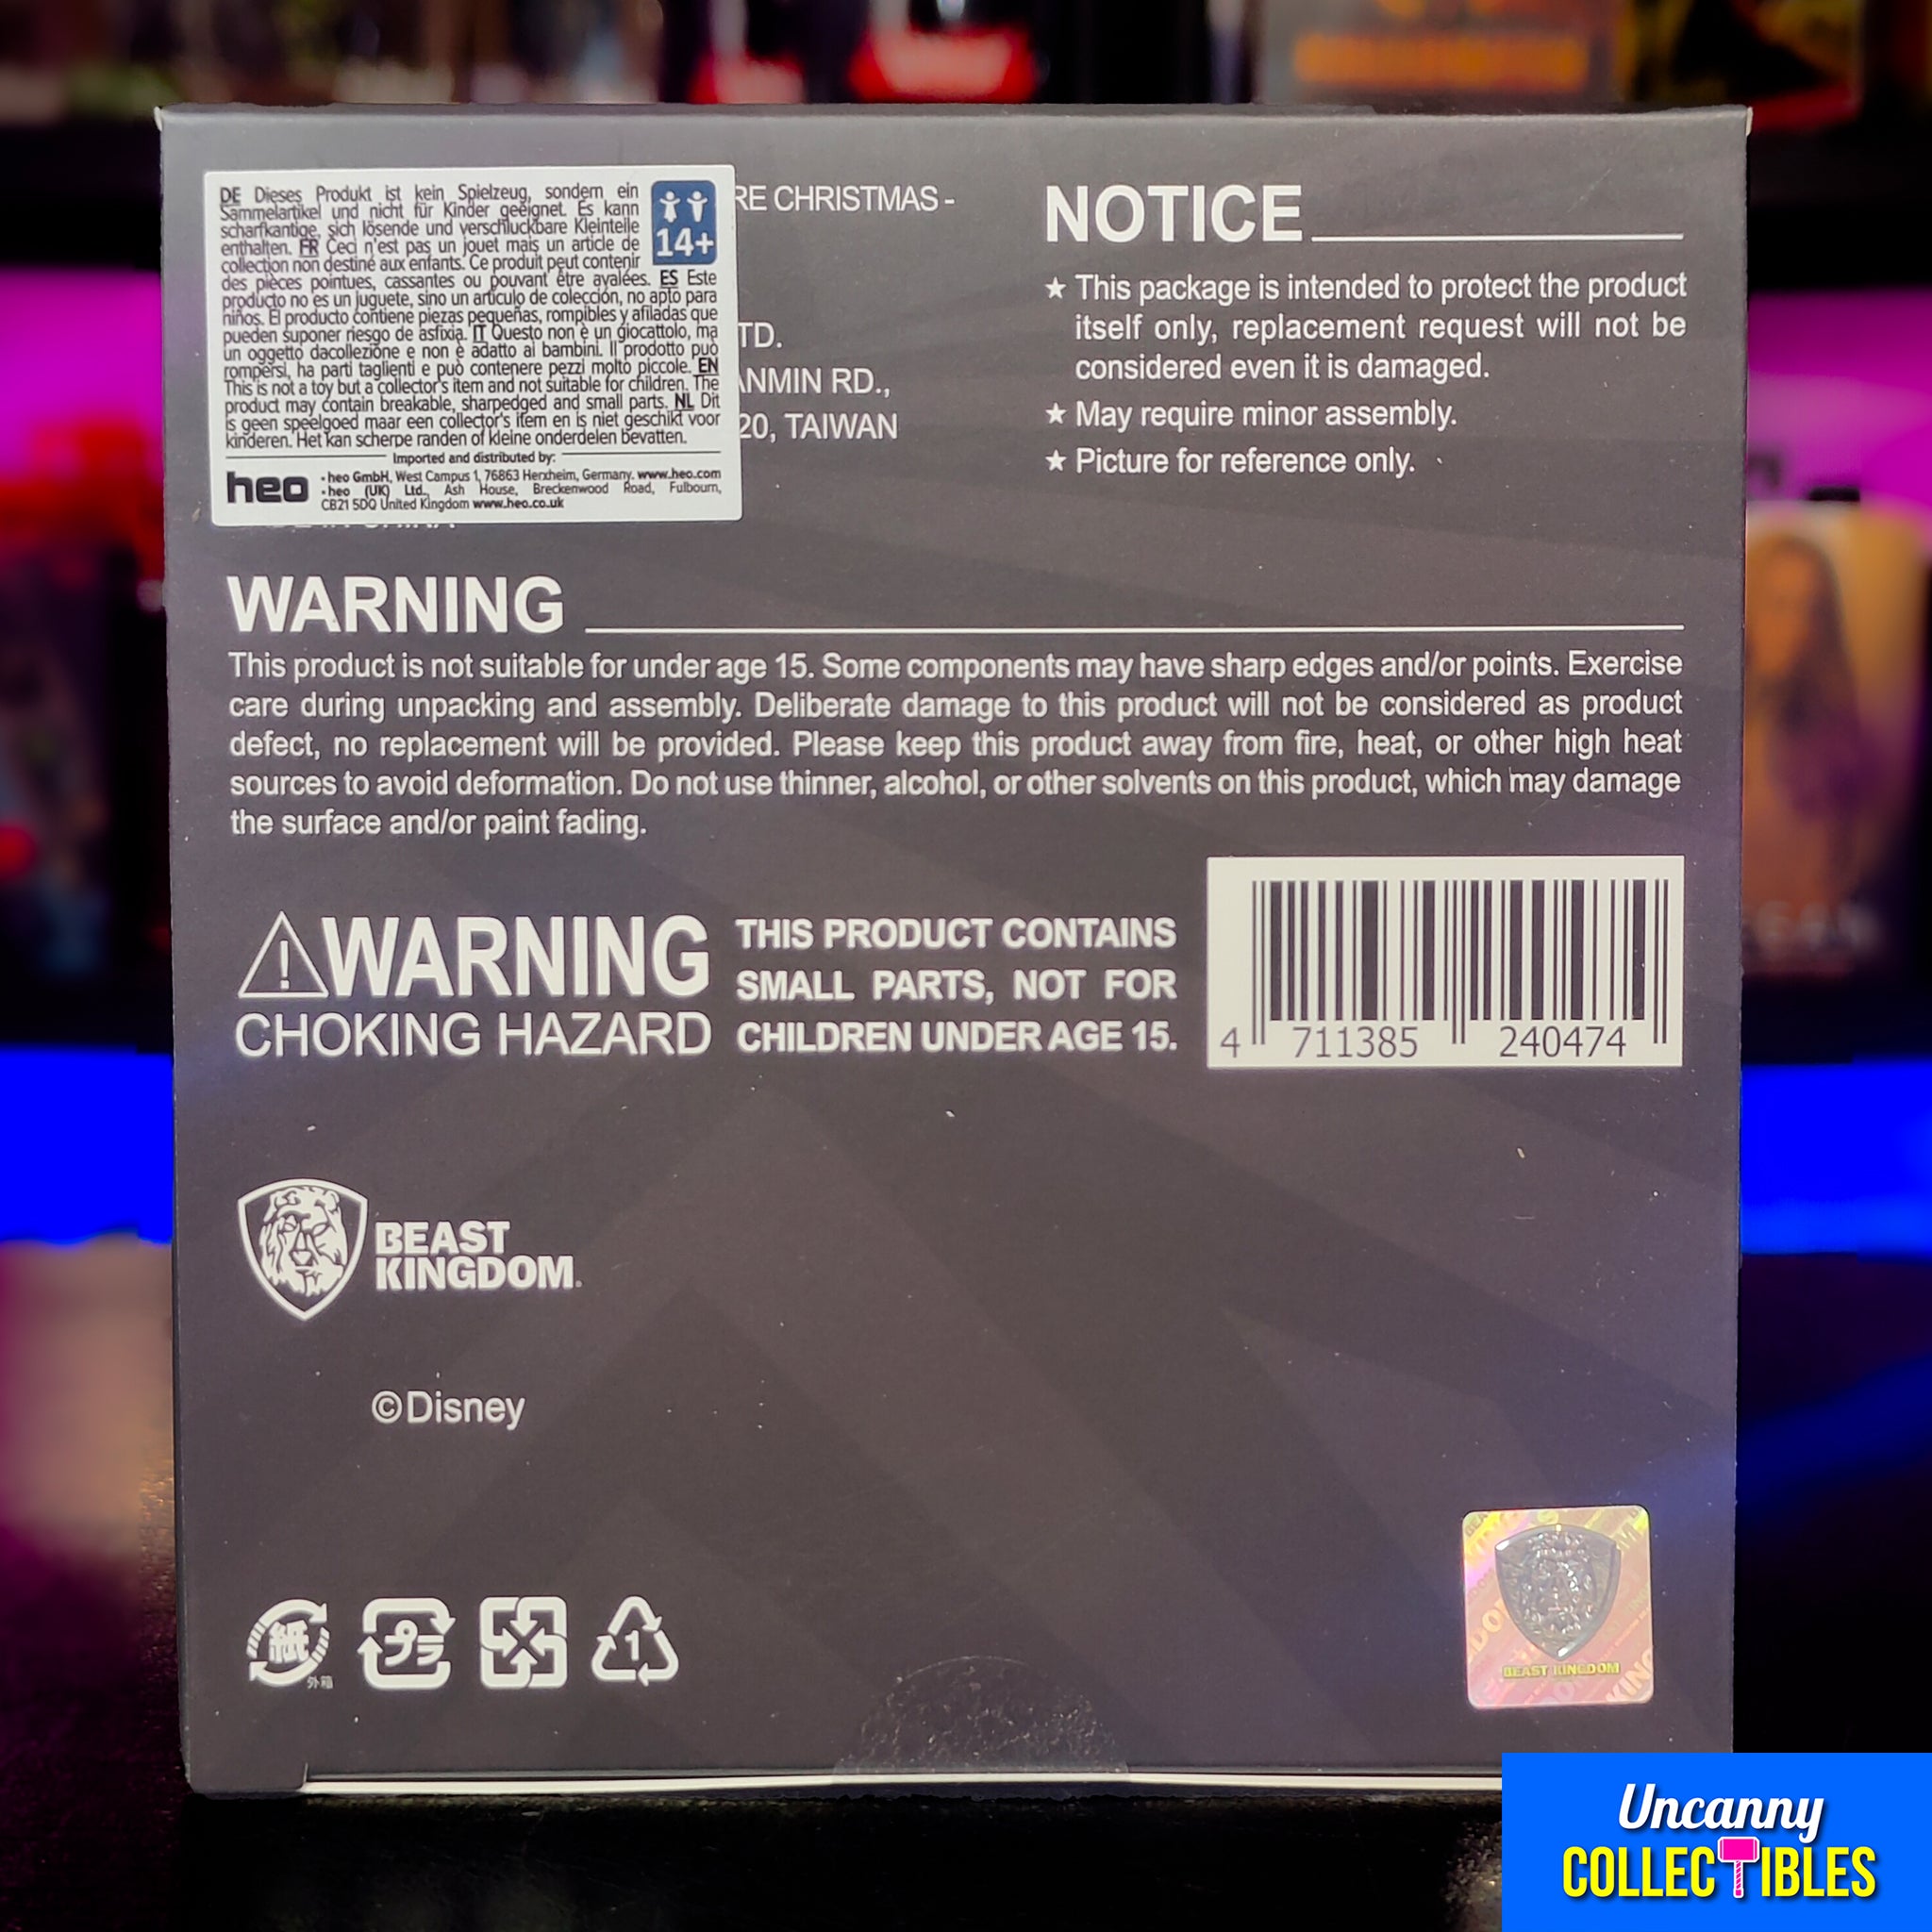 DE Dieses Produkt ist kein Spielzeug, sondern ein
Sammelartikel und nicht für Kinder geeignet. Es kann
scharfkantige, sich lösende und verschluckbare Kleinteile
enthalten. FR Ceci n'est pas un jouet mais un article de
collection non destiné aux enfants. Ce produit peut contenir
des pièces pointues, cassantes ou pouvant être avalées. ES Este
producto no es un juguete, sino un artículo de colección, no apto para
niños. El producto contiene piezas pequeñas, rompibles y afiladas que
pueden suponer riesgo de asfixia. IT Questo non è un giocattolo, ma
un oggetto dacollezione e non è adatto ai bambini. Il prodotto può
rompersi, ha parti taglienti e può contenere pezzi molto piccole. EN
This is not a toy but a collector's item and not suitable for children. The
product may contain breakable, sharpedged and small parts. NL Dit
is geen speelgoed maar een collector's item en is niet geschikt voor
kinderen. Het kan scherpe randen of kleine onderdelen bevatten.
14+
Imported and distributed by:
heo
• heo GmbH, West Campus 1, 76863 Herxheim, Germany. www.heo.com
• heo (UK) Ltd., Ash House, Breckenwood Road, Fulbourn,
CB21 5DQ United Kingdom www.heo.co.uk
RE CHRISTMAS -
TD.
ANMIN RD.,
20, TAIWAN
NOTICE
★ This package is intended to protect the product
itself only, replacement request will not be
considered even it is damaged.
★ May require minor assembly.
★ Picture for reference only.
WARNING
This product is not suitable for under age 15. Some components may have sharp edges and/or points. Exercise
care during unpacking and assembly. Deliberate damage to this product will not be considered as product
defect, no replacement will be provided. Please keep this product away from fire, heat, or other high heat
sources to avoid deformation. Do not use thinner, alcohol, or other solvents on this product, which may damage
the surface and/or paint fading.
WARNING
CHOKING HAZARD
THIS PRODUCT CONTAINS
SMALL PARTS, NOT FOR
CHILDREN UNDER AGE 15.
4 711385 240474
BEAST
KINGDOM.
©Disney
紙
外箱
プラ
1
BEAST KINGDOM
Uncanny
COLLECTIBLES